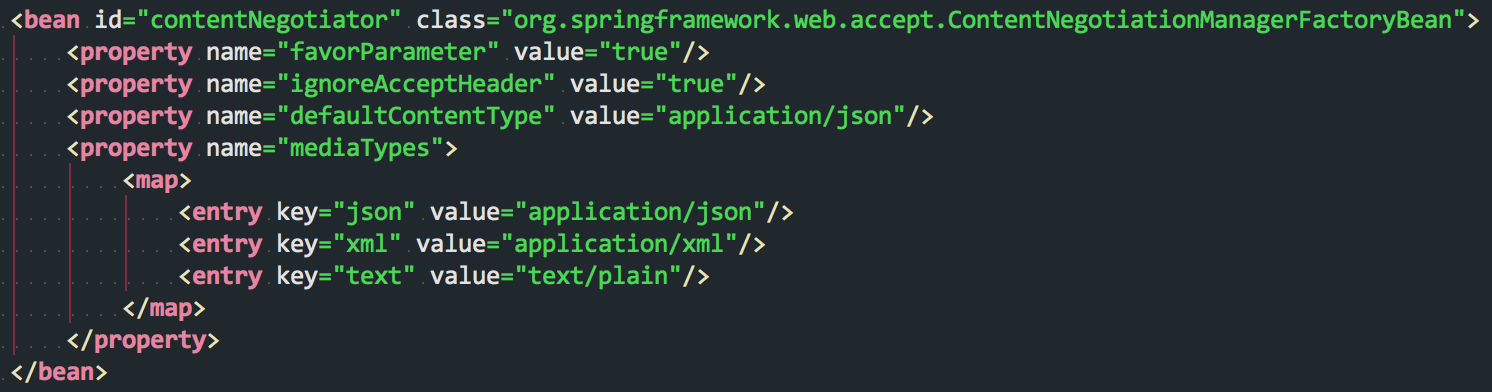 <bean id="contentNegotiator" class="org.springframework.web.accept.ContentNegotiationManagerFactoryBean">
    <property name="favorParameter" value="true"/>
    <property name="ignoreAcceptHeader" value="true"/>
    <property name="defaultContentType" value="application/json"/>
    <property name="mediaTypes">
        <map>
            <entry key="json" value="application/json"/>
            <entry key="xml" value="application/xml"/>
            <entry key="text" value="text/plain"/>
        </map>
    </property>
</bean>